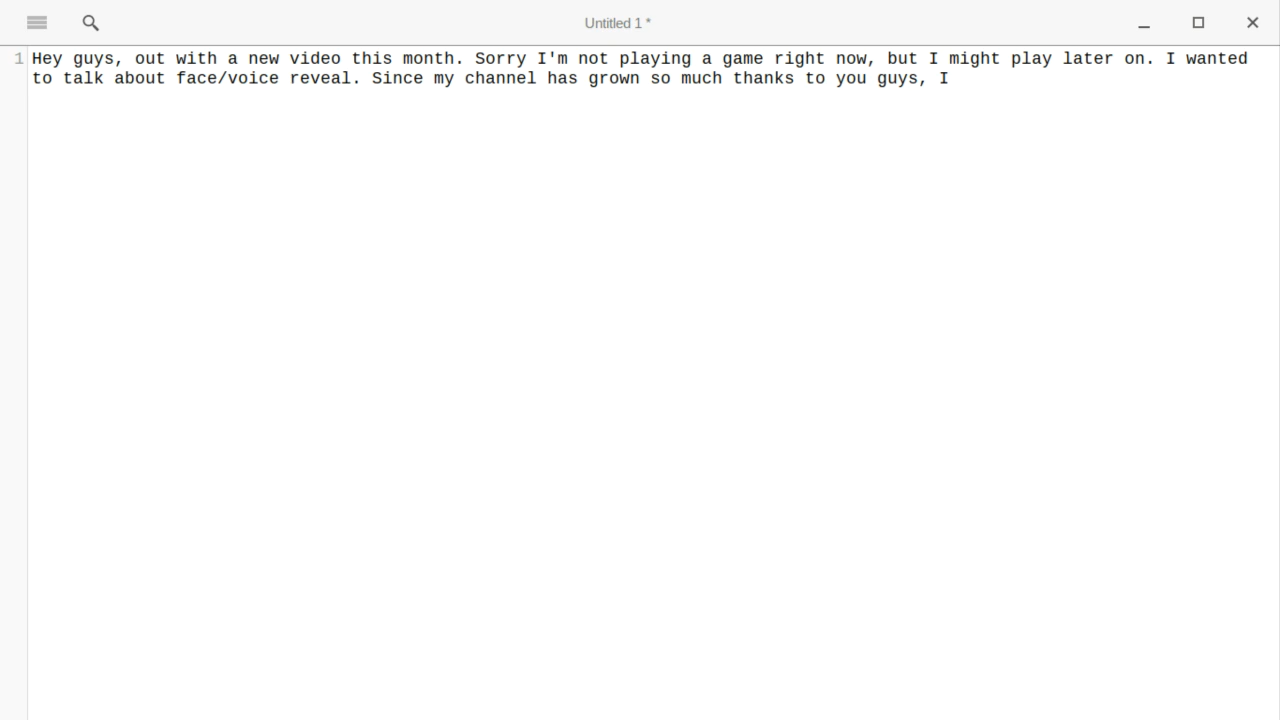 Untitled 1 *
1
Hey guys, out with a new video this month. Sorry I'm not playing a game right now, but I might play later on. I wanted
to talk about face/voice reveal. Since my channel has grown so much thanks to you guys, I